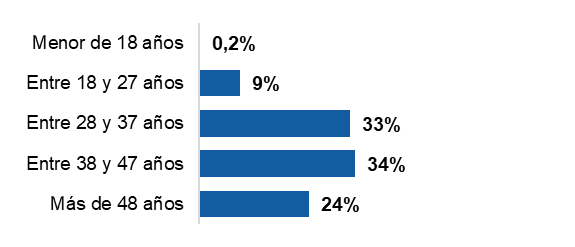 Menor de 18 años 0,2%
Entre 18 y 27 años 9%
Entre 28 y 37 años 33%
Entre 38 y 47 años 34%
Más de 48 años 24%